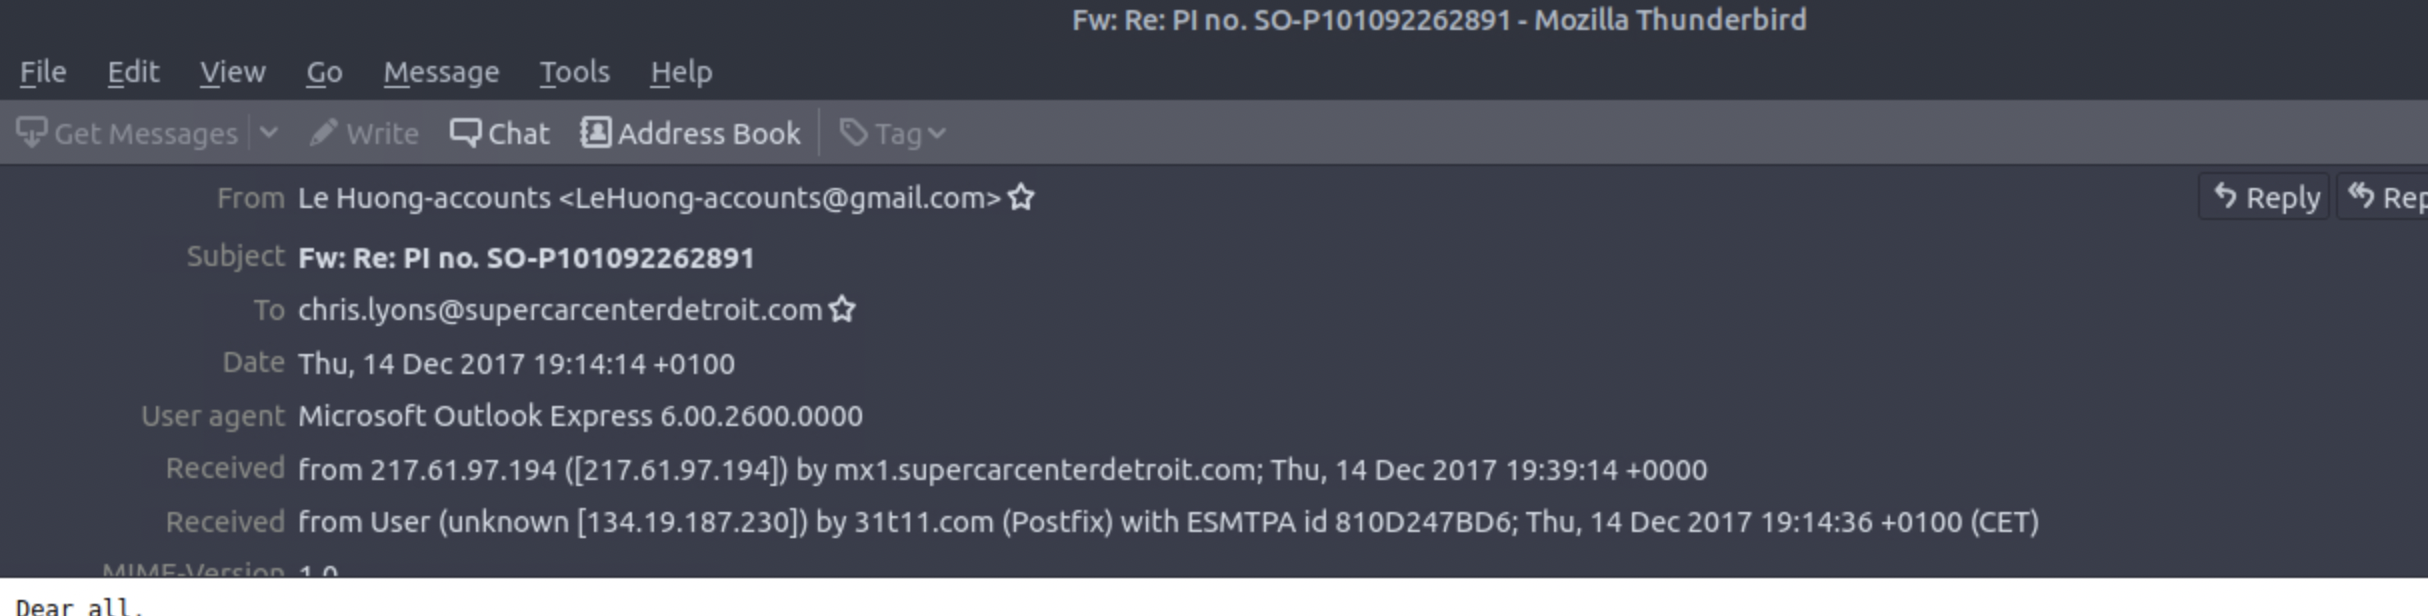 Fw: Re: PI no. SO-P101092262891 - Mozilla Thunderbird
File Edit View Go Message Tools Help
Get Messages Write Chat Address Book Tag
From Le Huong-accounts <LeHuong-accounts@gmail.com> Reply Rep
Subject Fw: Re: PI no. SO-P101092262891
To chris.lyons@supercarcenterdetroit.com
Date Thu, 14 Dec 2017 19:14:14 +0100
User agent Microsoft Outlook Express 6.00.2600.0000
Received from 217.61.97.194 ([217.61.97.194]) by mx1.supercarcenterdetroit.com; Thu, 14 Dec 2017 19:39:14 +0000
Received from User (unknown [134.19.187.230]) by 31t11.com (Postfix) with ESMTPA id 810D247BD6; Thu, 14 Dec 2017 19:14:36 +0100 (CET)
MIME-Version 1.0
Dear all,